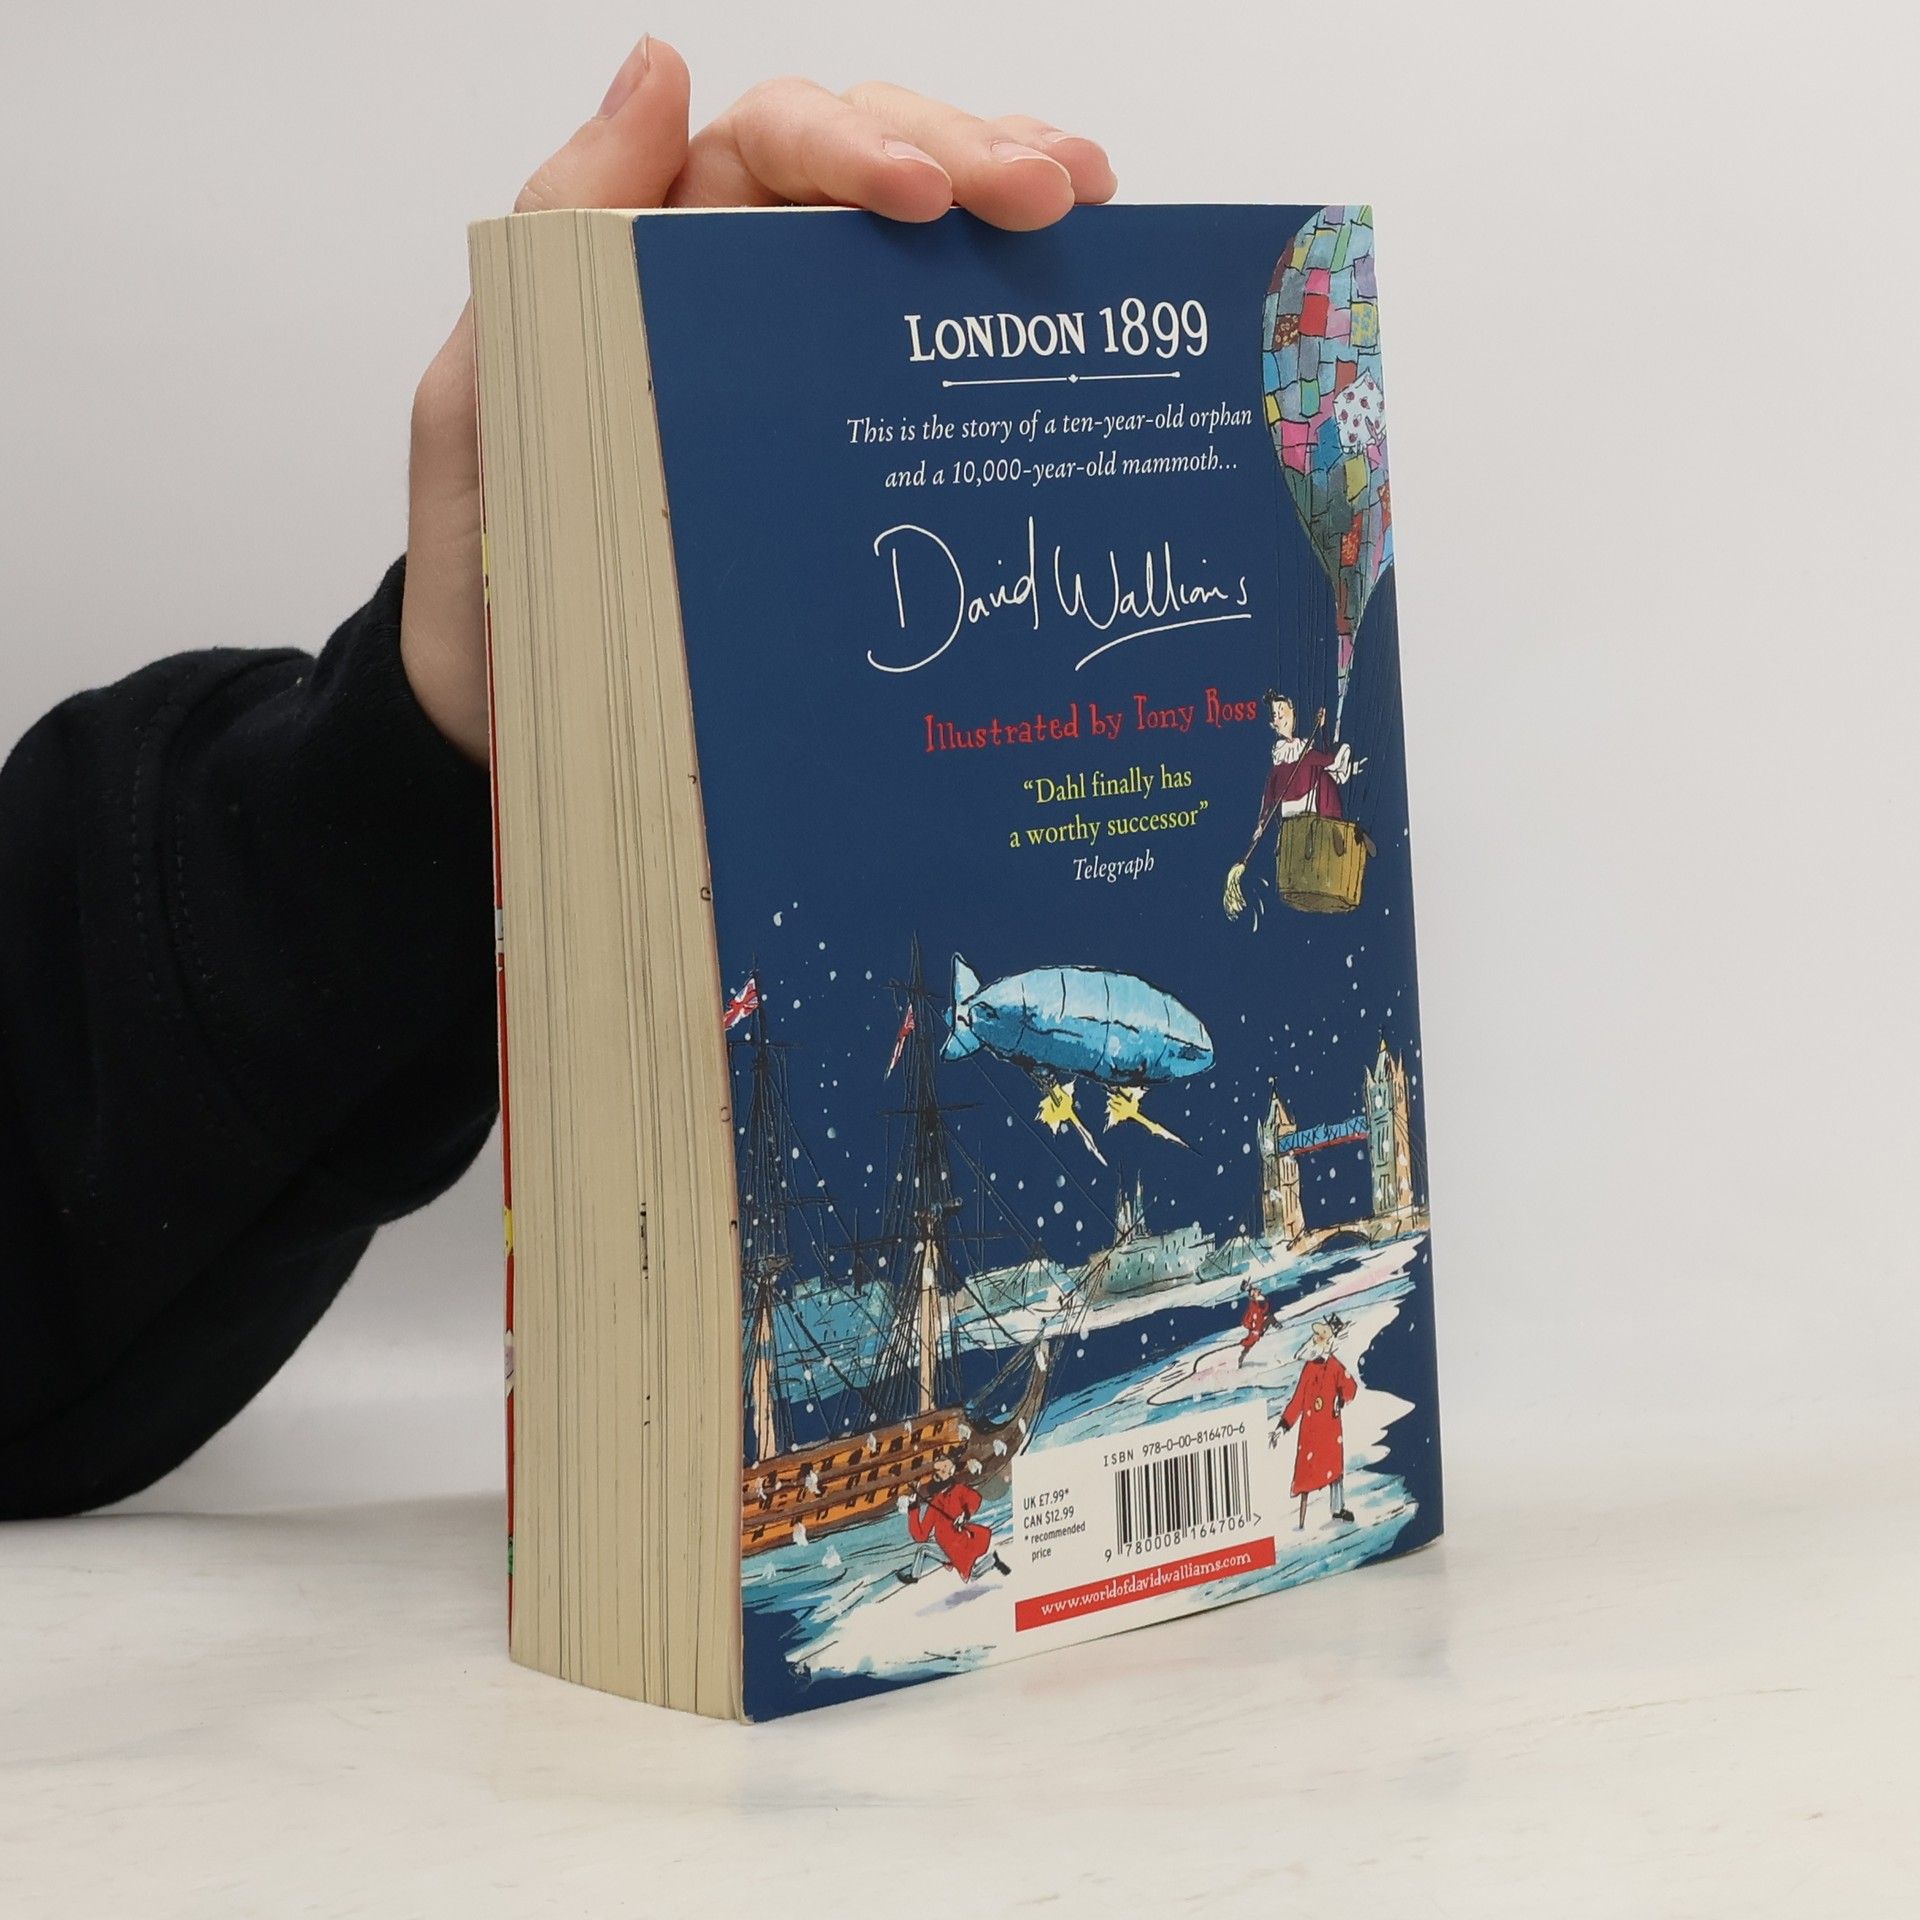 LONDON 1899
This is the story of a ten-year-old orphan
and a 10,000-year-old mammoth...
David Walliams
Illustrated by Tony Ross
“Dahl finally has
a worthy successor”
Telegraph
ISBN 978-0-00-816470-6
UK £7.99*
CAN $12.99
* recommended
price
9 780008 164706 >
www.worldofdavidwalliams.com